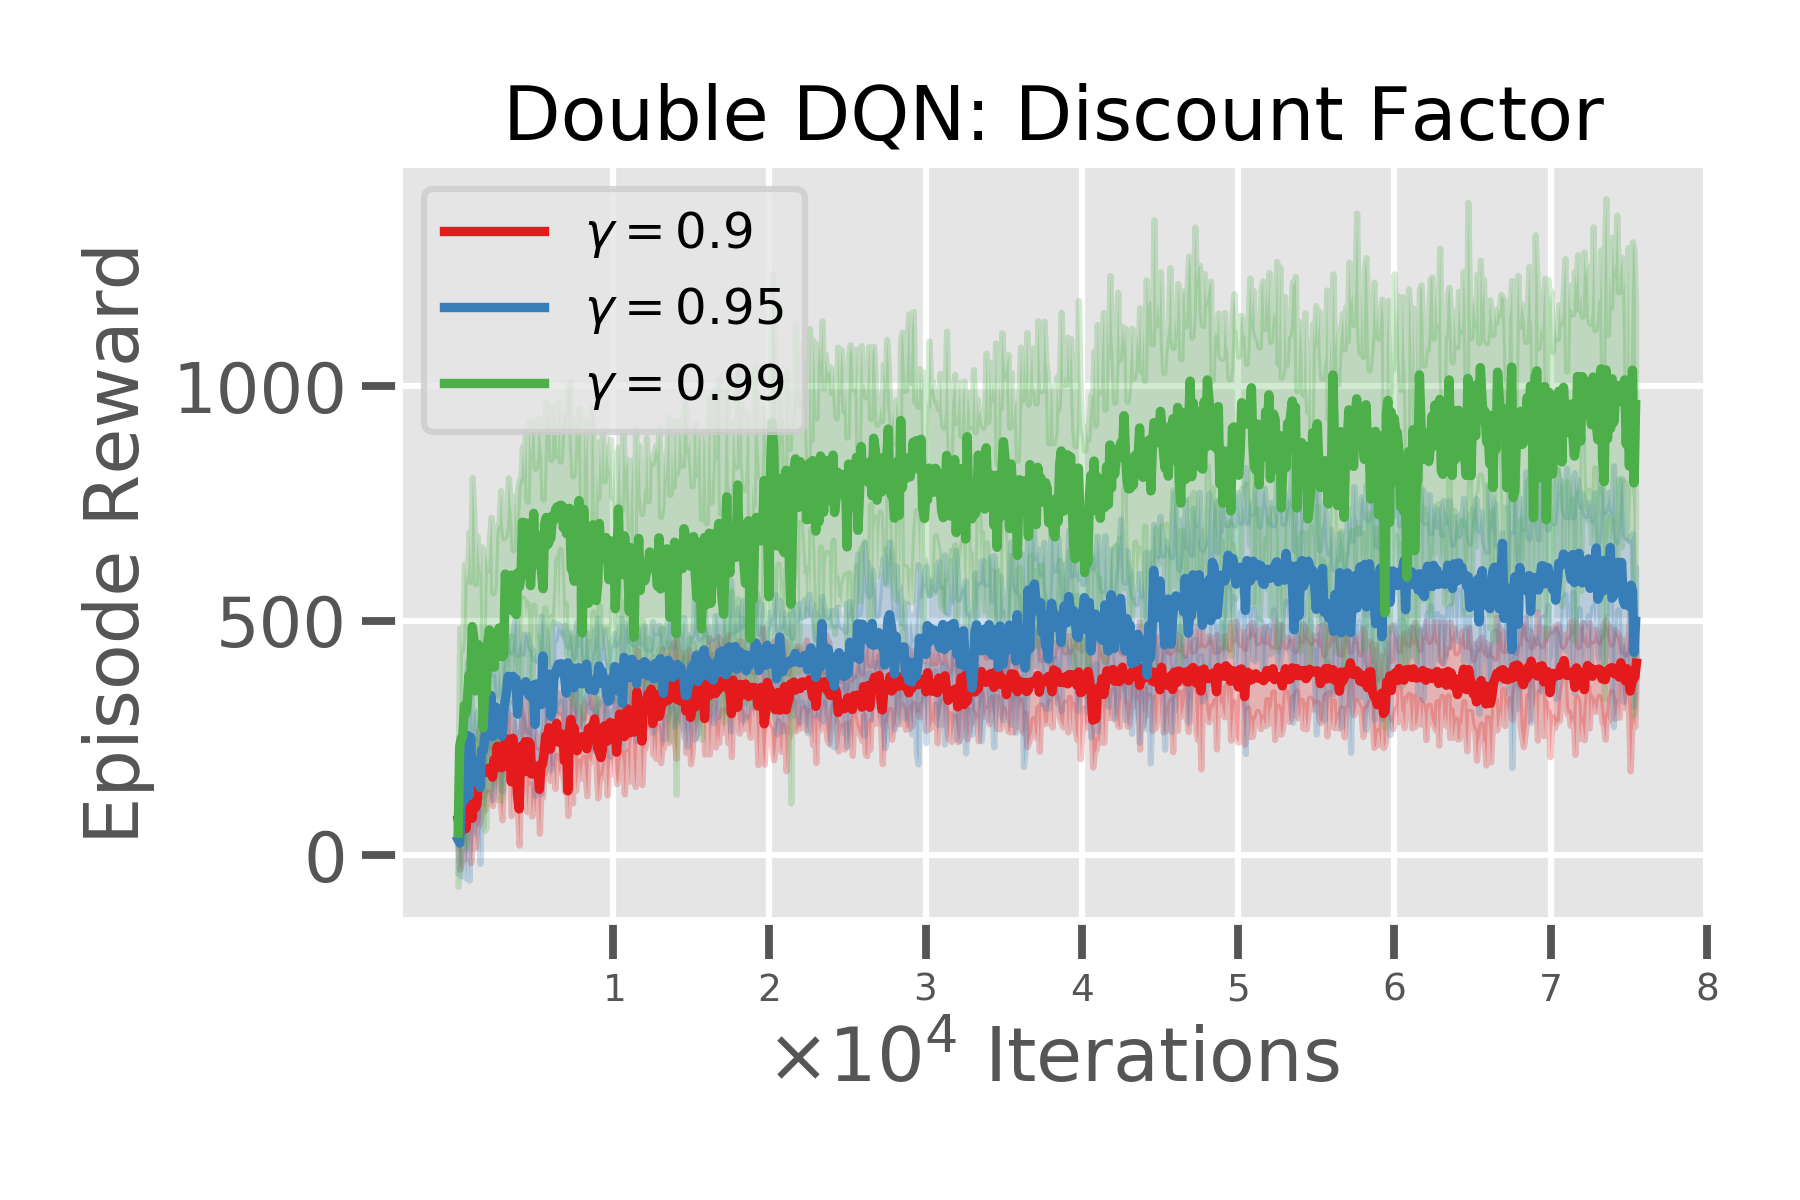 Double DQN: Discount Factor
γ = 0.9
γ = 0.95
γ = 0.99
Episode Reward
1000
500
0
1 2 3 4 5 6 7 8
×10⁴ Iterations